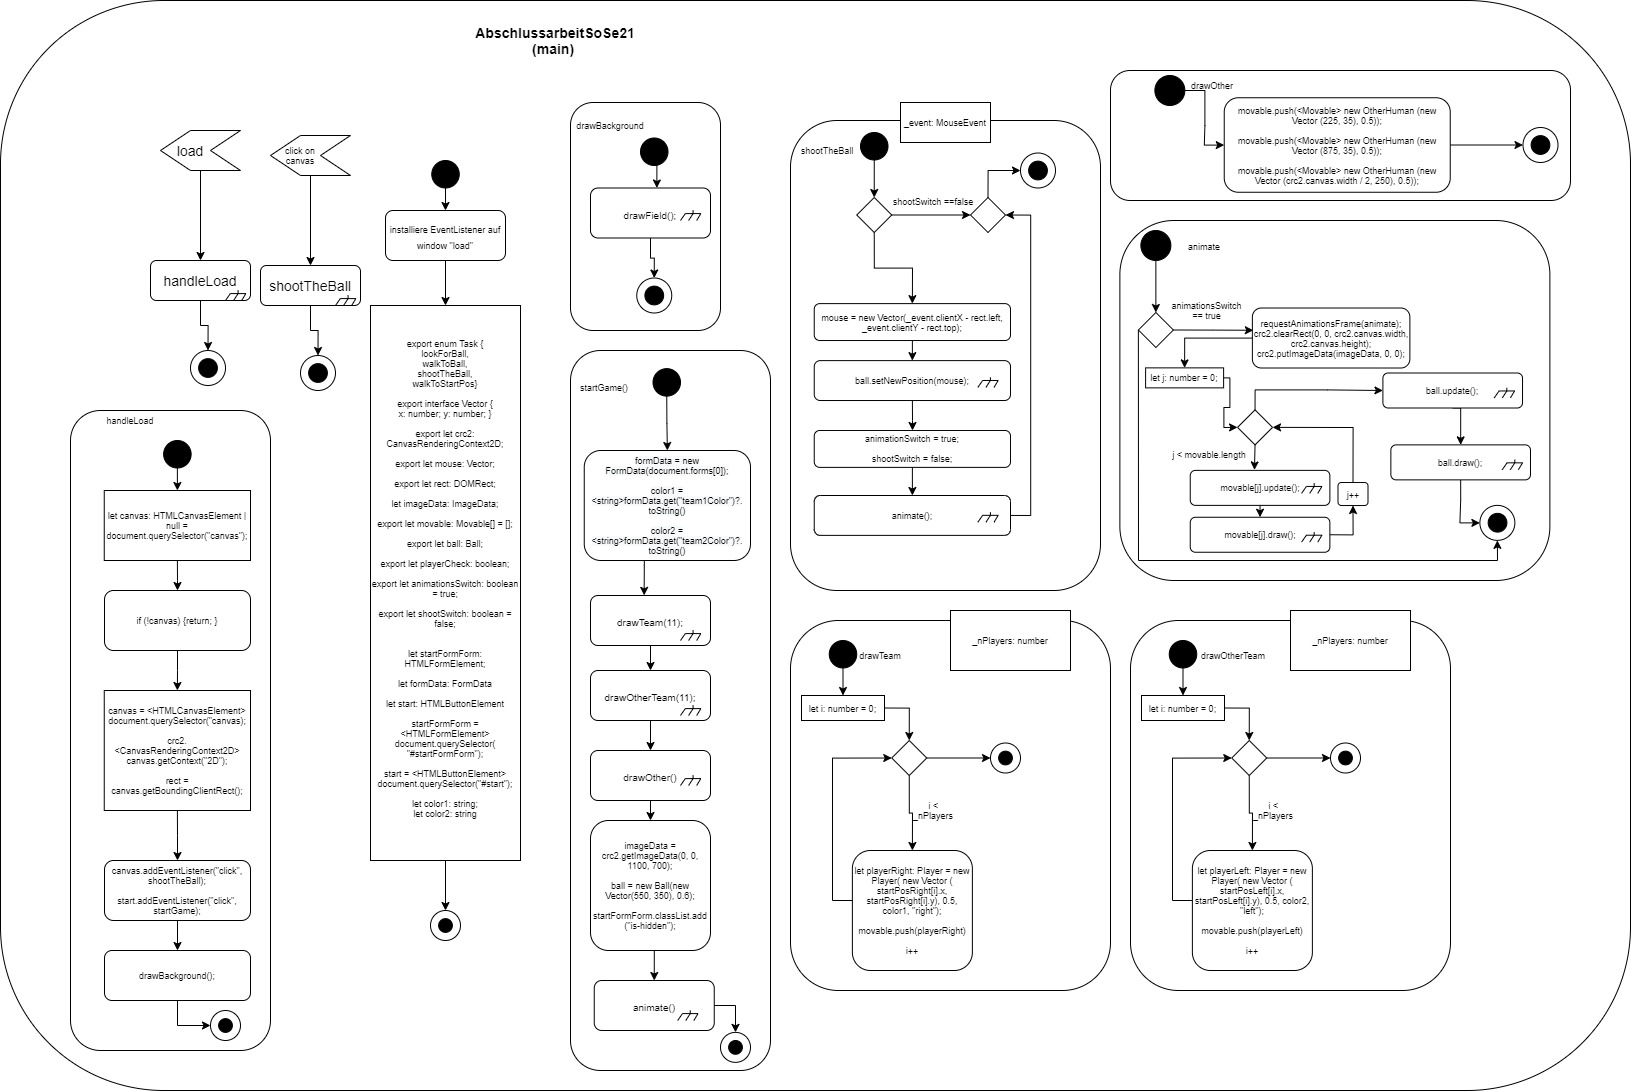 AbschlussarbeitSoSe21
(main)
load
handleLoad
click on
canvas
shootTheBall
installiere EventListener auf
window "load"
export enum Task {
lookForBall,
walkToBall,
shootTheBall,
walkToStartPos}
export interface Vector {
x: number; y: number; }
export let crc2:
CanvasRenderingContext2D;
export let mouse: Vector;
export let rect: DOMRect;
let imageData: ImageData;
export let movable: Movable[] = [];
export let ball: Ball;
export let playerCheck: boolean;
export let animationsSwitch: boolean
= true;
export let shootSwitch: boolean =
false;
let startFormForm:
HTMLFormElement;
let formData: FormData
let start: HTMLButtonElement
startFormForm =
<HTMLFormElement>
document.querySelector(
"#startFormForm");
start = <HTMLButtonElement>
document.querySelector("#start");
let color1: string;
let color2: string
handleLoad
let canvas: HTMLCanvasElement |
null =
document.querySelector("canvas");
if (!canvas) {return; }
canvas = <HTMLCanvasElement>
document.querySelector("canvas);
crc2.
<CanvasRenderingContext2D>
canvas.getContext("2D");
rect =
canvas.getBoundingClientRect();
canvas.addEventListener("click",
shootTheBall);
start.addEventListener("click",
startGame);
drawBackground();
drawBackground
drawField();
startGame()
formData = new
FormData(document.forms[0]);
color1 =
<string>formData.get("team1Color")?.
toString()
color2 =
<string>formData.get("team2Color")?.
toString()
drawTeam(11);
drawOtherTeam(11);
drawOther()
imageData =
crc2.getImageData(0, 0,
1100, 700);
ball = new Ball(new
Vector(550, 350), 0.6);
startFormForm.classList.add
("is-hidden");
animate()
_event: MouseEvent
shootTheBall
shootSwitch ==false
mouse = new Vector(_event.clientX - rect.left,
_event.clientY - rect.top);
ball.setNewPosition(mouse);
animationSwitch = true;
shootSwitch = false;
animate();
drawOther
movable.push(<Movable> new OtherHuman (new
Vector (225, 35), 0.5));
movable.push(<Movable> new OtherHuman (new
Vector (875, 35), 0.5));
movable.push(<Movable> new OtherHuman (new
Vector (crc2.canvas.width / 2, 250), 0.5));
animate
animationsSwitch
== true
requestAnimationsFrame(animate);
crc2.clearRect(0, 0, crc2.canvas.width,
crc2.canvas.height);
crc2.putImageData(imageData, 0, 0);
let j: number = 0;
j < movable.length
movable[j].update();
movable[j].draw();
j++
ball.update();
ball.draw();
_nPlayers: number
drawTeam
let i: number = 0;
i <
_nPlayers
let playerRight: Player = new
Player( new Vector (
startPosRight[i].x,
startPosRight[i].y), 0.5,
color1, "right");
movable.push(playerRight)
i++
_nPlayers: number
drawOtherTeam
let i: number = 0;
i <
_nPlayers
let playerLeft: Player = new
Player( new Vector (
startPosLeft[i].x,
startPosLeft[i].y), 0.5, color2,
"left");
movable.push(playerLeft)
i++